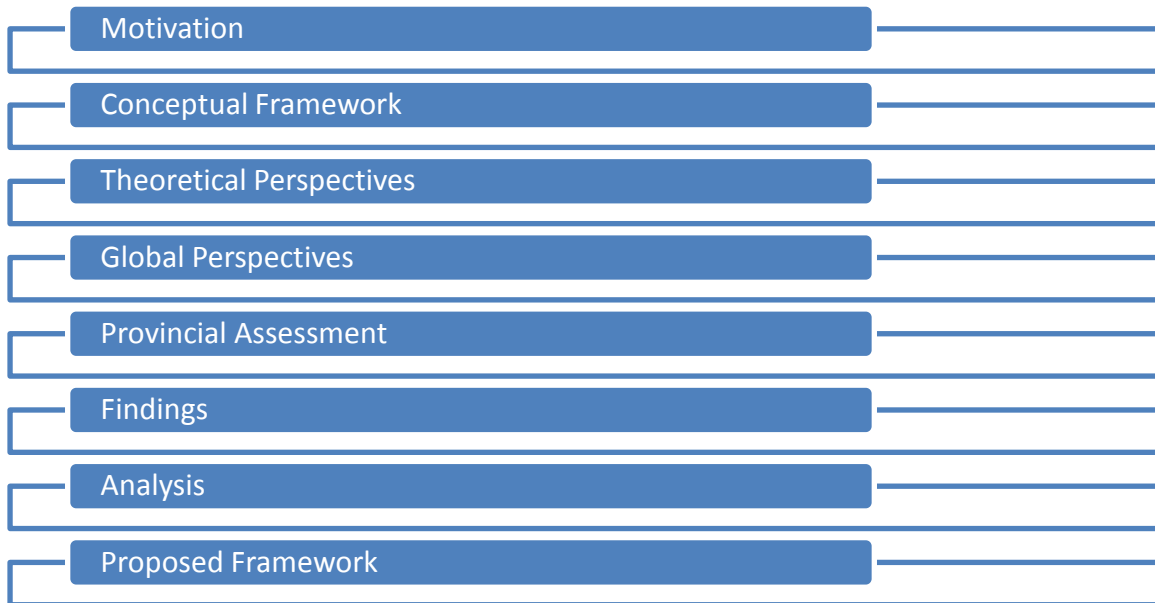 Motivation
Conceptual Framework
Theoretical Perspectives
Global Perspectives
Provincial Assessment
Findings
Analysis
Proposed Framework